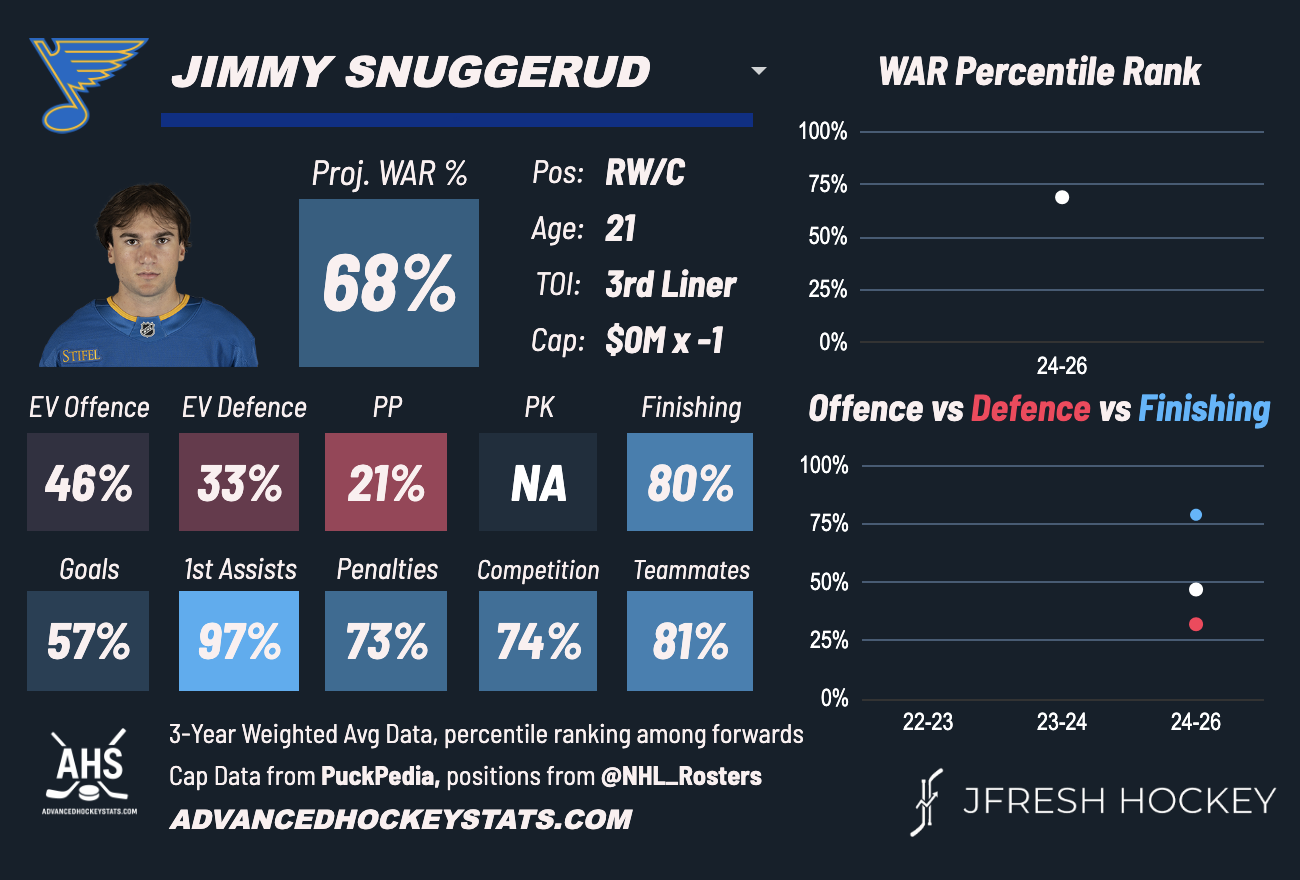 JIMMY SNUGGERUD
Proj. WAR %
68%
Pos: RW/C
Age: 21
TOI: 3rd Liner
Cap: $0M x -1
STIFEL
EV Offence EV Defence PP PK Finishing
46% 33% 21% NA 80%
Goals 1st Assists Penalties Competition Teammates
57% 97% 73% 74% 81%
WAR Percentile Rank
100%
75%
50%
25%
0%
24-26
Offence vs Defence vs Finishing
100%
75%
50%
25%
0%
22-23 23-24 24-26
AHS
ADVANCEDHOCKEYSTATS.COM
3-Year Weighted Avg Data, percentile ranking among forwards
Cap Data from PuckPedia, positions from @NHL_Rosters
ADVANCEDHOCKEYSTATS.COM
JFRESH HOCKEY